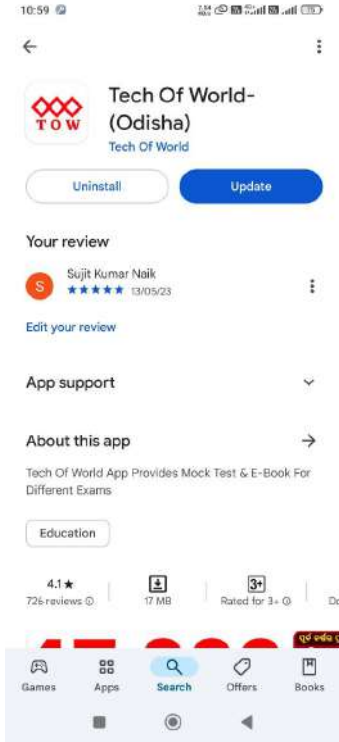 10:59
Tech Of World-
(Odisha)
Tech Of World
TOW
Uninstall
Update
Your review
S
Sujit Kumar Naik
★★★★★ 13/05/23
Edit your review
App support
About this app
Tech Of World App Provides Mock Test & E-Book For
Different Exams
Education
4.1★
726 reviews
17 MB
3+
Rated for 3+
Games
Apps
Search
Offers
Books